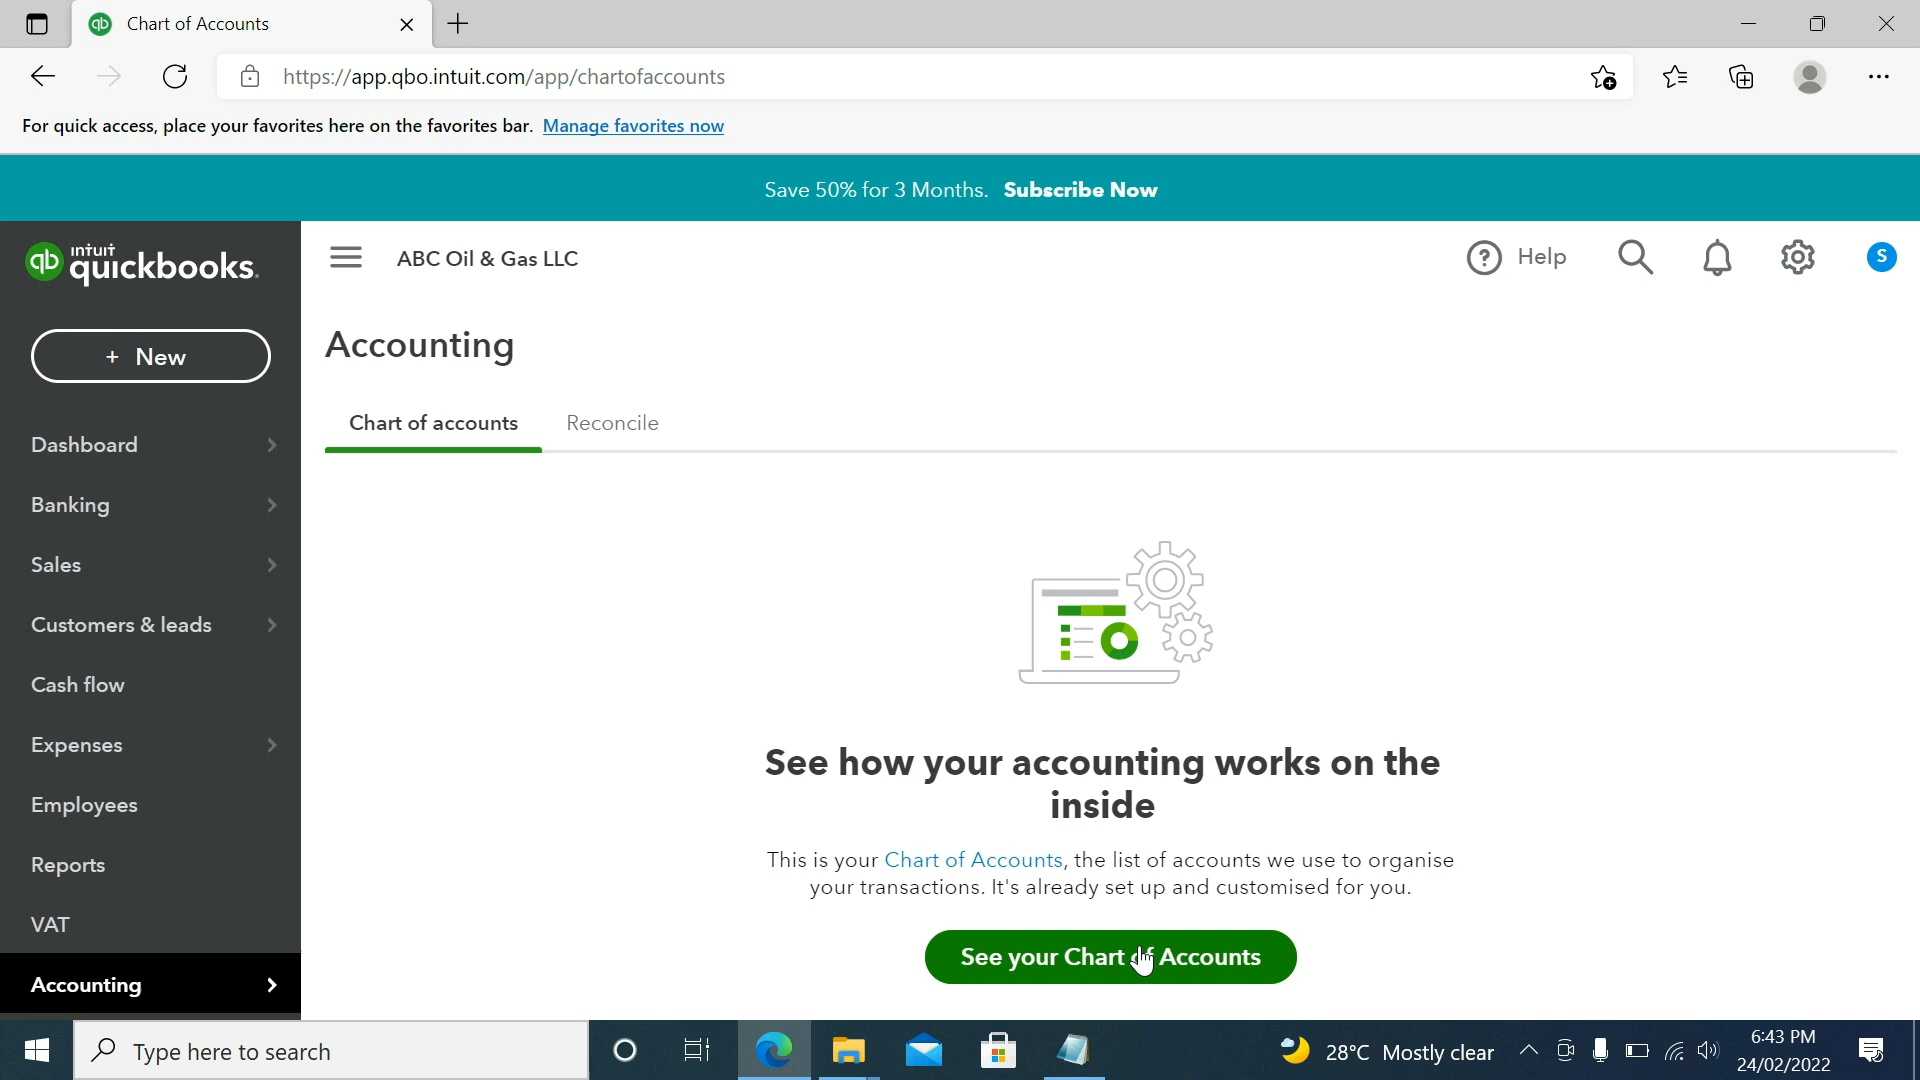 Chart of Accounts
https://app.qbo.intuit.com/app/chartofaccounts
For quick access, place your favorites here on the favorites bar. Manage favorites now
Save 50% for 3 Months. Subscribe Now
qb intuit quickbooks.
ABC Oil & Gas LLC
? Help
S
+ New
Accounting
Chart of accounts
Reconcile
Dashboard
Banking
Sales
Customers & leads
Cash flow
Expenses
Employees
Reports
VAT
Accounting
See how your accounting works on the
inside
This is your Chart of Accounts, the list of accounts we use to organise
your transactions. It's already set up and customised for you.
See your Chart of Accounts
Type here to search
28°C Mostly clear
6:43 PM
24/02/2022